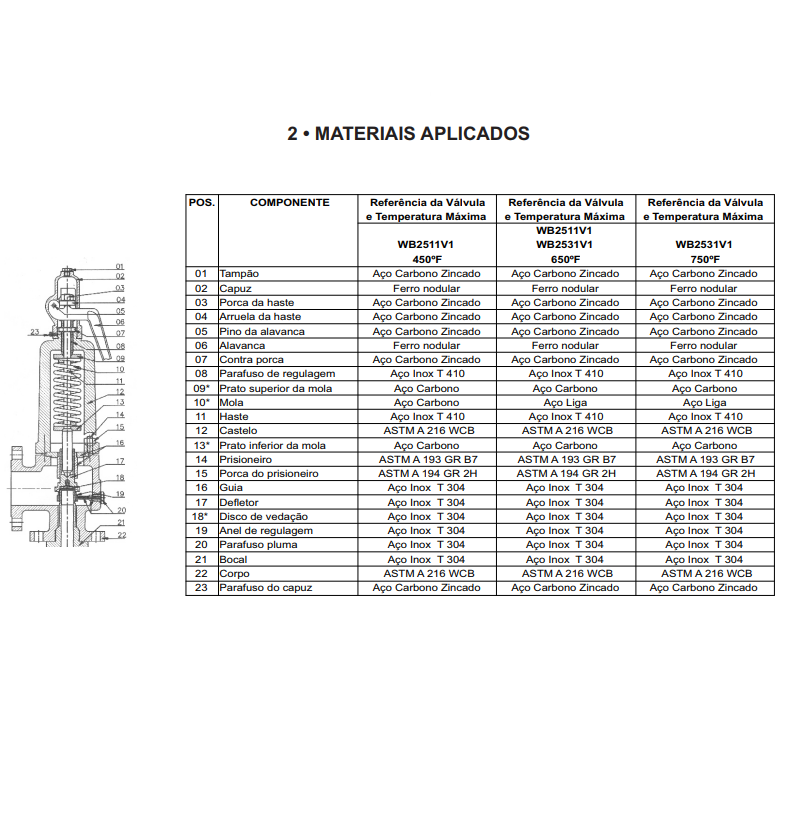 2 • MATERIAIS APLICADOS
POS. COMPONENTE Referência da Válvula e Temperatura Máxima Referência da Válvula e Temperatura Máxima Referência da Válvula e Temperatura Máxima
WB2511V1 450ºF WB2511V1 WB2531V1 650ºF WB2531V1 750ºF
01 Tampão Aço Carbono Zincado Aço Carbono Zincado Aço Carbono Zincado
02 Capuz Ferro nodular Ferro nodular Ferro nodular
03 Porca da haste Aço Carbono Zincado Aço Carbono Zincado Aço Carbono Zincado
04 Arruela da haste Aço Carbono Zincado Aço Carbono Zincado Aço Carbono Zincado
05 Pino da alavanca Aço Carbono Zincado Aço Carbono Zincado Aço Carbono Zincado
06 Alavanca Ferro nodular Ferro nodular Ferro nodular
07 Contra porca Aço Carbono Zincado Aço Carbono Zincado Aço Carbono Zincado
08 Parafuso de regulagem Aço Inox T 410 Aço Inox T 410 Aço Inox T 410
09* Prato superior da mola Aço Carbono Aço Carbono Aço Carbono
10* Mola Aço Carbono Aço Liga Aço Liga
11 Haste Aço Inox T 410 Aço Inox T 410 Aço Inox T 410
12 Castelo ASTM A 216 WCB ASTM A 216 WCB ASTM A 216 WCB
13* Prato inferior da mola Aço Carbono Aço Carbono Aço Carbono
14 Prisioneiro ASTM A 193 GR B7 ASTM A 193 GR B7 ASTM A 193 GR B7
15 Porca do prisioneiro ASTM A 194 GR 2H ASTM A 194 GR 2H ASTM A 194 GR 2H
16 Guia Aço Inox T 304 Aço Inox T 304 Aço Inox T 304
17 Defletor Aço Inox T 304 Aço Inox T 304 Aço Inox T 304
18* Disco de vedação Aço Inox T 304 Aço Inox T 304 Aço Inox T 304
19 Anel de regulagem Aço Inox T 304 Aço Inox T 304 Aço Inox T 304
20 Parafuso pluma Aço Inox T 304 Aço Inox T 304 Aço Inox T 304
21 Bocal Aço Inox T 304 Aço Inox T 304 Aço Inox T 304
22 Corpo ASTM A 216 WCB ASTM A 216 WCB ASTM A 216 WCB
23 Parafuso do capuz Aço Carbono Zincado Aço Carbono Zincado Aço Carbono Zincado
01
02
03
04
05
06
23
07
08
09
10
11
12
13
14
15
16
17
18
19
20
21
22